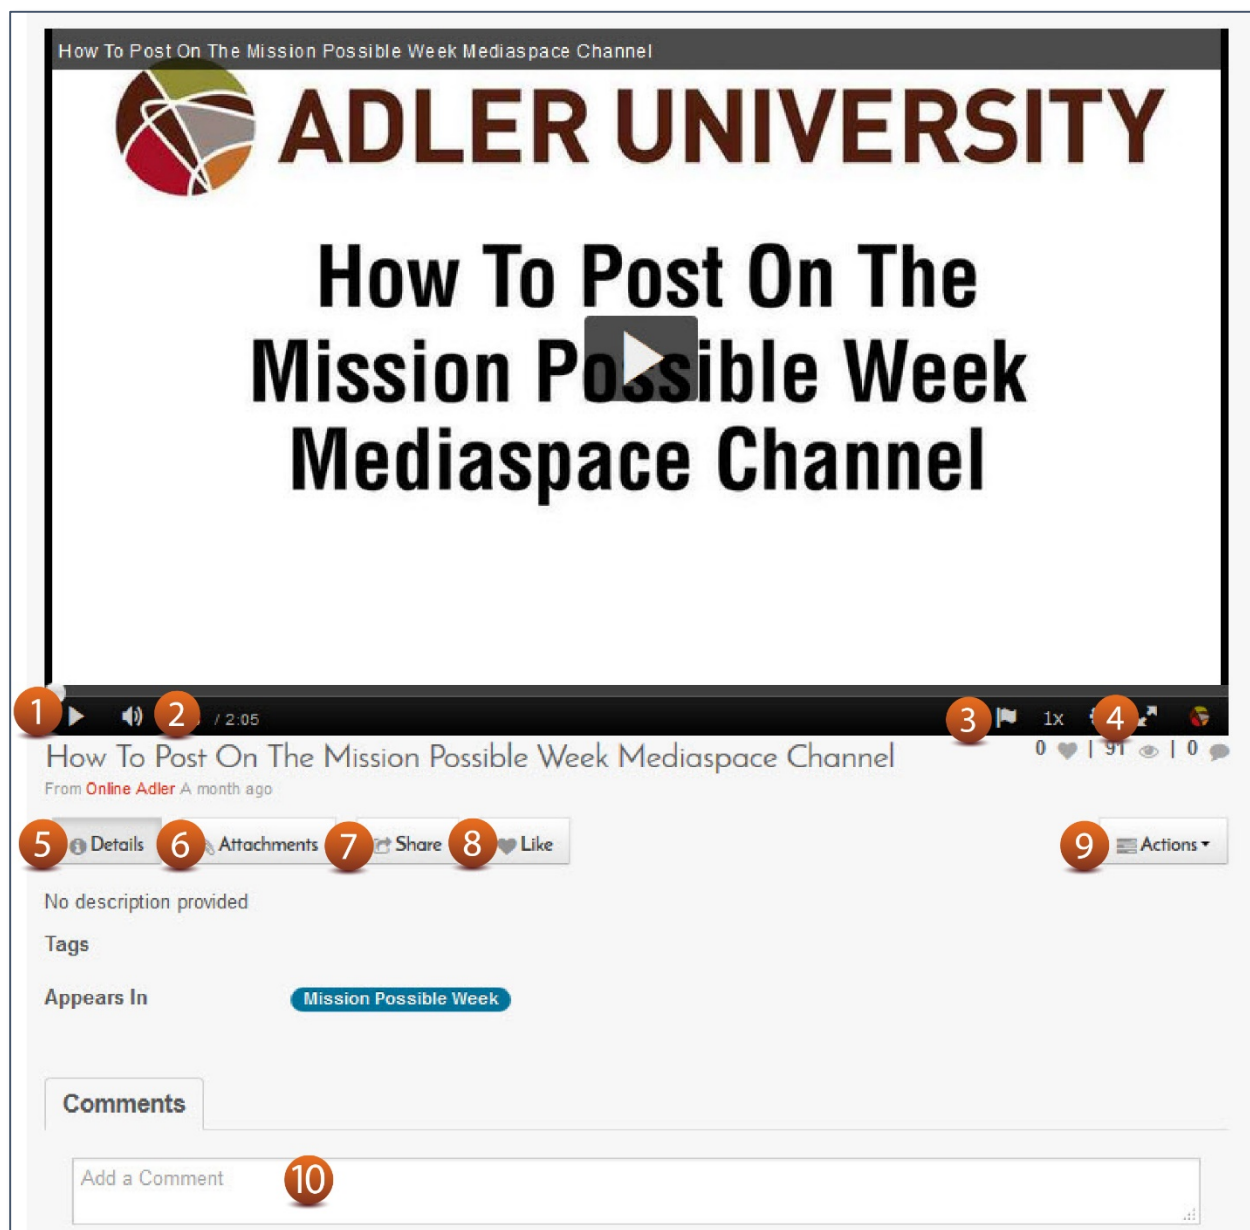 How To Post On The Mission Possible Week Mediaspace Channel
ADLER UNIVERSITY
How To Post On The
Mission Possible Week
Mediaspace Channel
1 2 / 2:05 3 1x 4
How To Post On The Mission Possible Week Mediaspace Channel
0 | 91 | 0
From Online Adler A month ago
5 Details 6 Attachments 7 Share 8 Like 9 Actions
No description provided
Tags
Appears In Mission Possible Week
Comments
Add a Comment 10